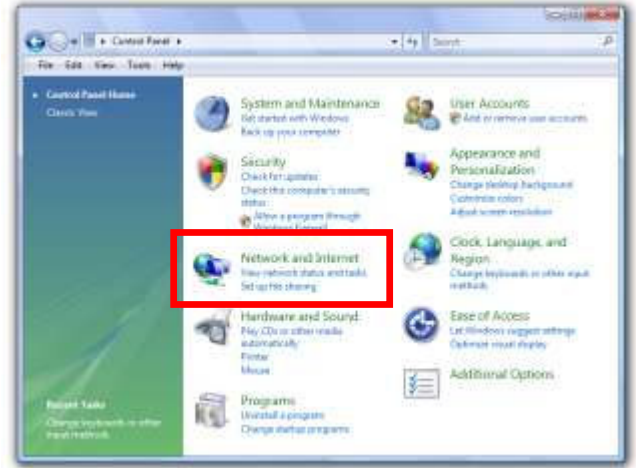 Control Panel
Search
File Edit View Tools Help
Control Panel Home
Classic View
System and Maintenance
Get started with Windows
Back up your computer
Security
Check for updates
Check this computer's security
status
Allow a program through
Windows Firewall
Network and Internet
View network status and tasks
Set up file sharing
Hardware and Sound
Play CDs or other media
automatically
Printer
Mouse
Programs
Uninstall a program
Change startup programs
User Accounts
Add or remove user accounts
Appearance and
Personalization
Change desktop background
Customize colors
Adjust screen resolution
Clock, Language, and
Region
Change keyboards or other input
methods
Ease of Access
Let Windows suggest settings
Optimize visual display
Additional Options
Recent Tasks
Change keyboards or other
input methods